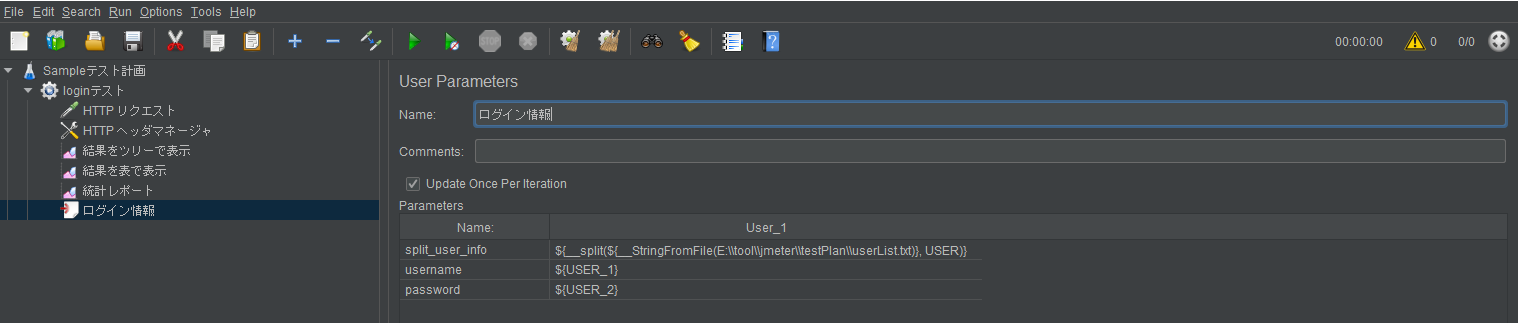 File Edit Search Run Options Tools Help
STOP 00:00:00 0 0/0
Sampleテスト計画
loginテスト
HTTP リクエスト
HTTP ヘッダマネージャ
結果をツリーで表示
結果を表で表示
統計レポート
ログイン情報
User Parameters
Name: ログイン情報
Comments:
Update Once Per Iteration
Parameters
Name: User_1
split_user_info ${__split(${__StringFromFile(E:\\tool\\jmeter\\testPlan\\userList.txt)}, USER)}
username ${USER_1}
password ${USER_2}